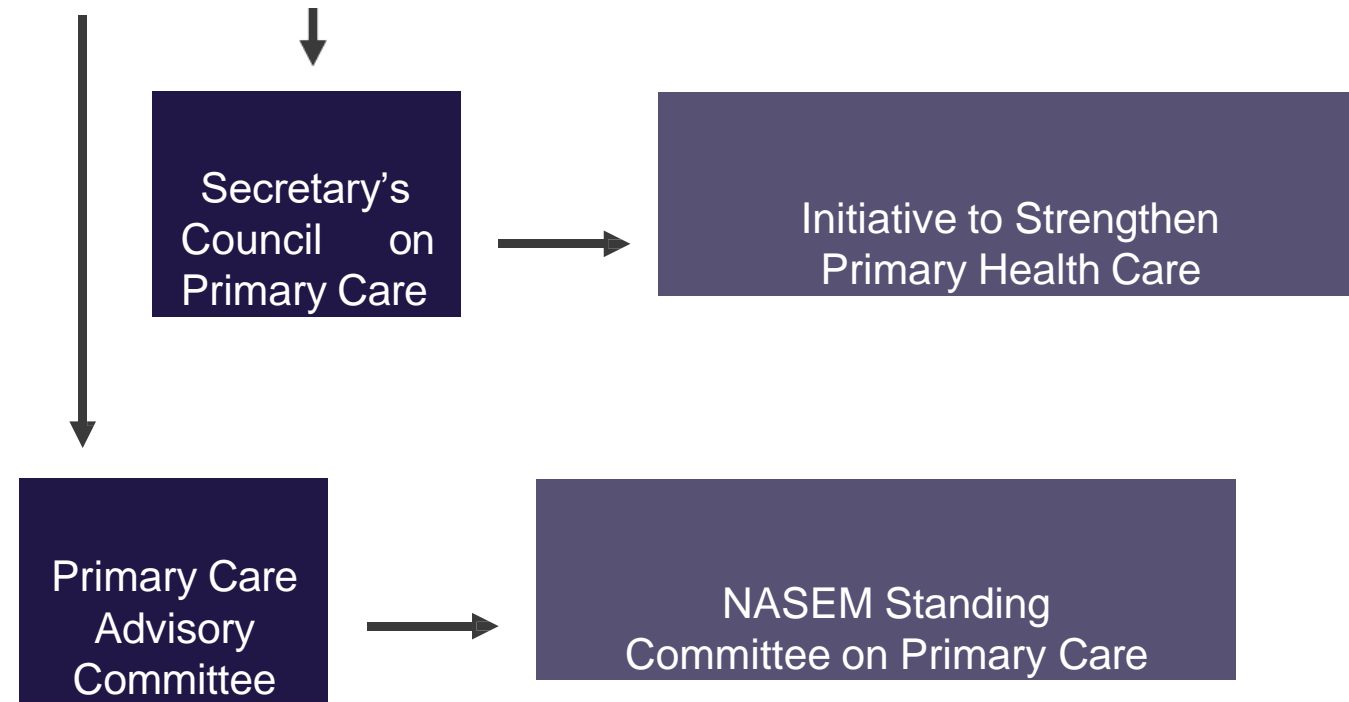 Secretary’s
Council on
Primary Care
Initiative to Strengthen
Primary Health Care
Primary Care
Advisory
Committee
NASEM Standing
Committee on Primary Care